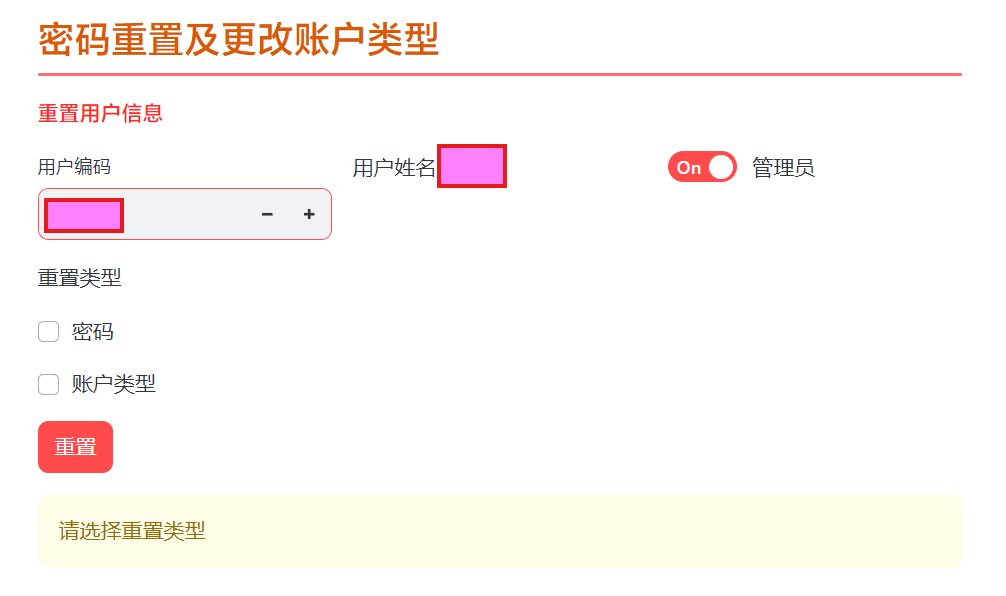 密码重置及更改账户类型
重置用户信息
用户编码
用户姓名
On 管理员
重置类型
密码
账户类型
重置
请选择重置类型